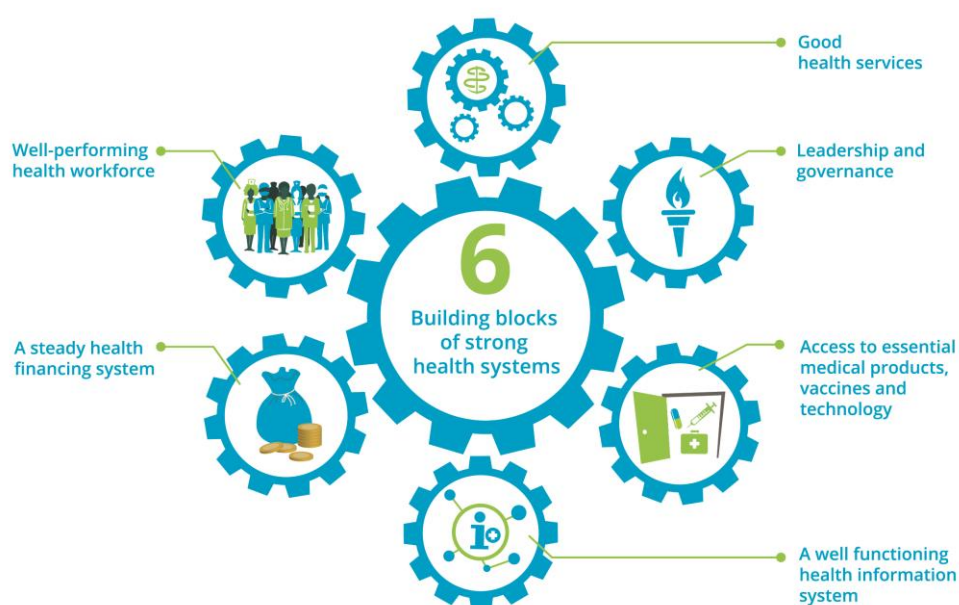 Good
health services
Well-performing
health workforce
Leadership and
governance
6
Building blocks
of strong
health systems
A steady health
financing system
Access to essential
medical products,
vaccines and
technology
i
A well functioning
health information
system